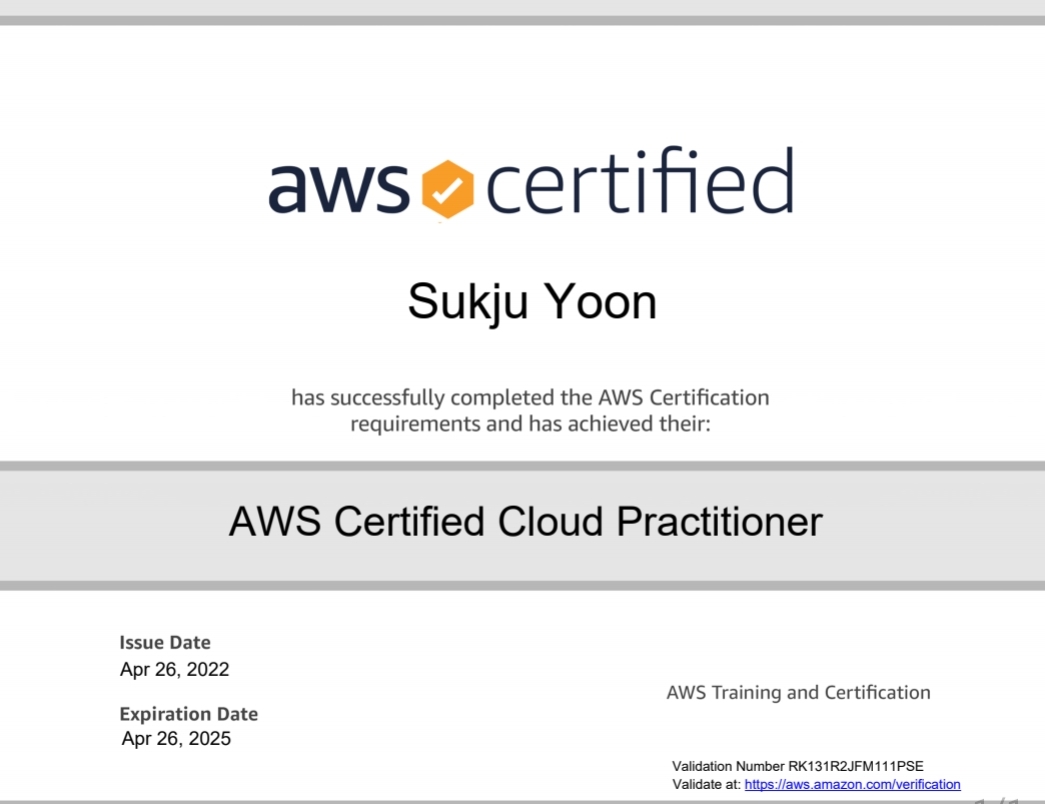 aws certified
Sukju Yoon
has successfully completed the AWS Certification
requirements and has achieved their:
AWS Certified Cloud Practitioner
Issue Date
Apr 26, 2022
Expiration Date
Apr 26, 2025
AWS Training and Certification
Validation Number RK131R2JFM111PSE
Validate at: https://aws.amazon.com/verification